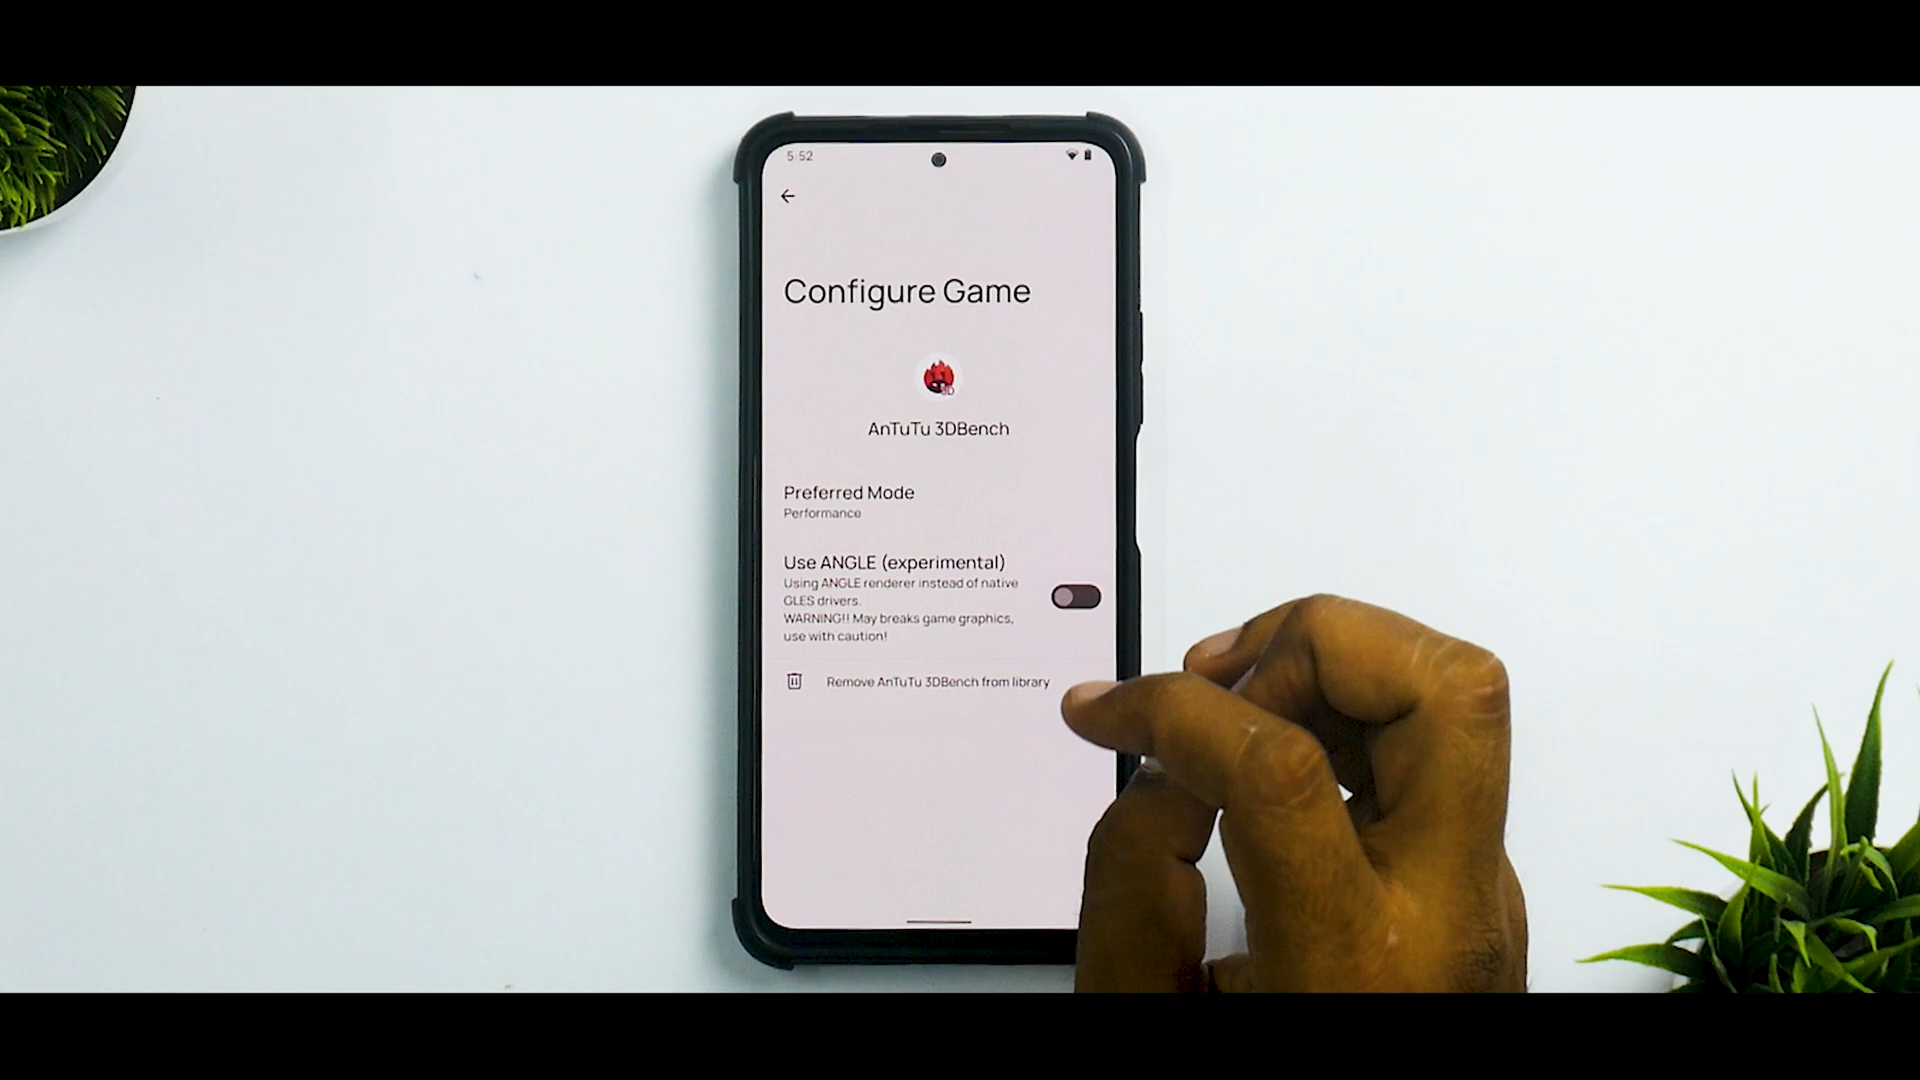 5:52
Configure Game
3D
AnTuTu 3DBench
Preferred Mode
Performance
Use ANGLE (experimental)
Using ANGLE renderer instead of native
GLES drivers.
WARNING!! May breaks game graphics,
use with caution!
Remove AnTuTu 3DBench from library